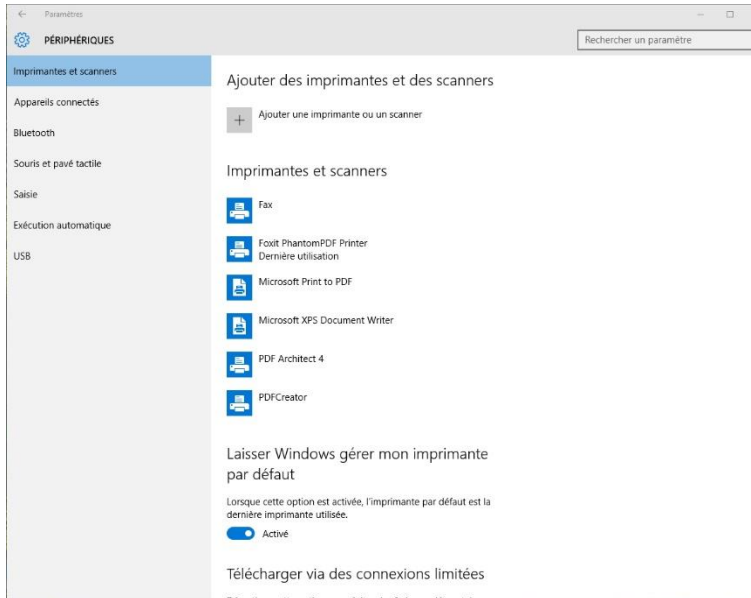 Paramètres
PÉRIPHÉRIQUES
Rechercher un paramètre
Imprimantes et scanners
Appareils connectés
Bluetooth
Souris et pavé tactile
Saisie
Exécution automatique
USB
Ajouter des imprimantes et des scanners
Ajouter une imprimante ou un scanner
Imprimantes et scanners
Fax
Foxit PhantomPDF Printer
Dernière utilisation
Microsoft Print to PDF
Microsoft XPS Document Writer
PDF Architect 4
PDFCreator
Laisser Windows gérer mon imprimante
par défaut
Lorsque cette option est activée, l'imprimante par défaut est la
dernière imprimante utilisée.
Activé
Télécharger via des connexions limitées